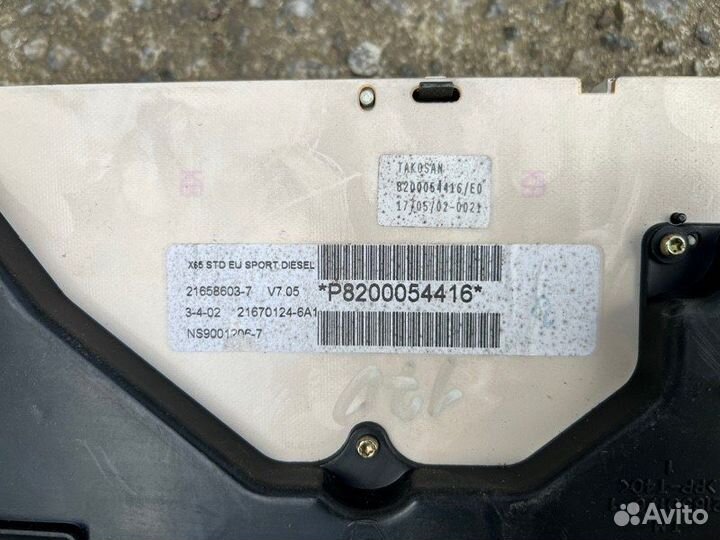 TAKOSAN
8200054416/E0
17/05/02-0021
X65 STD EU SPORT DIESEL
21658603-7 V7.05
*P8200054416*
3-4-02 21670124-6A1
NS9001206-7
Avito